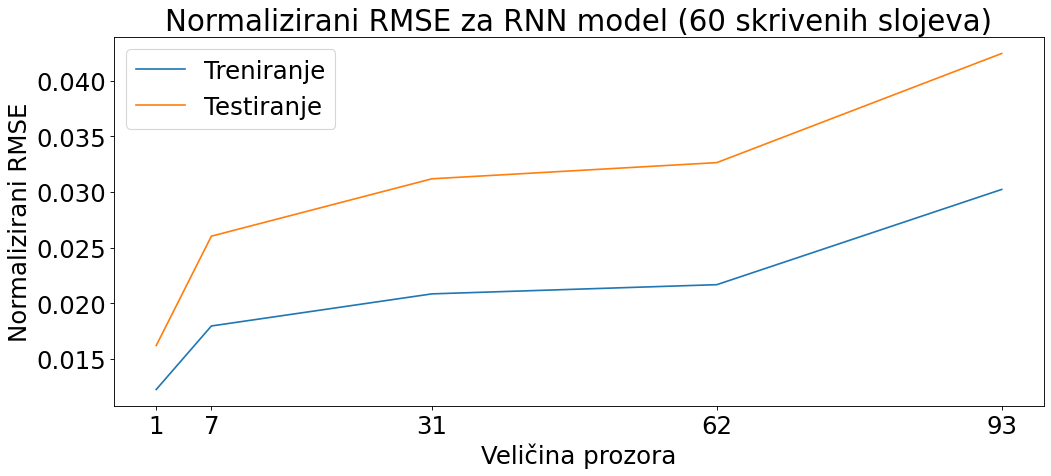 Normalizirani RMSE za RNN model (60 skrivenih slojeva)
Treniranje
Testiranje
Normalizirani RMSE
0.040
0.035
0.030
0.025
0.020
0.015
1 7 31 62 93
Veličina prozora